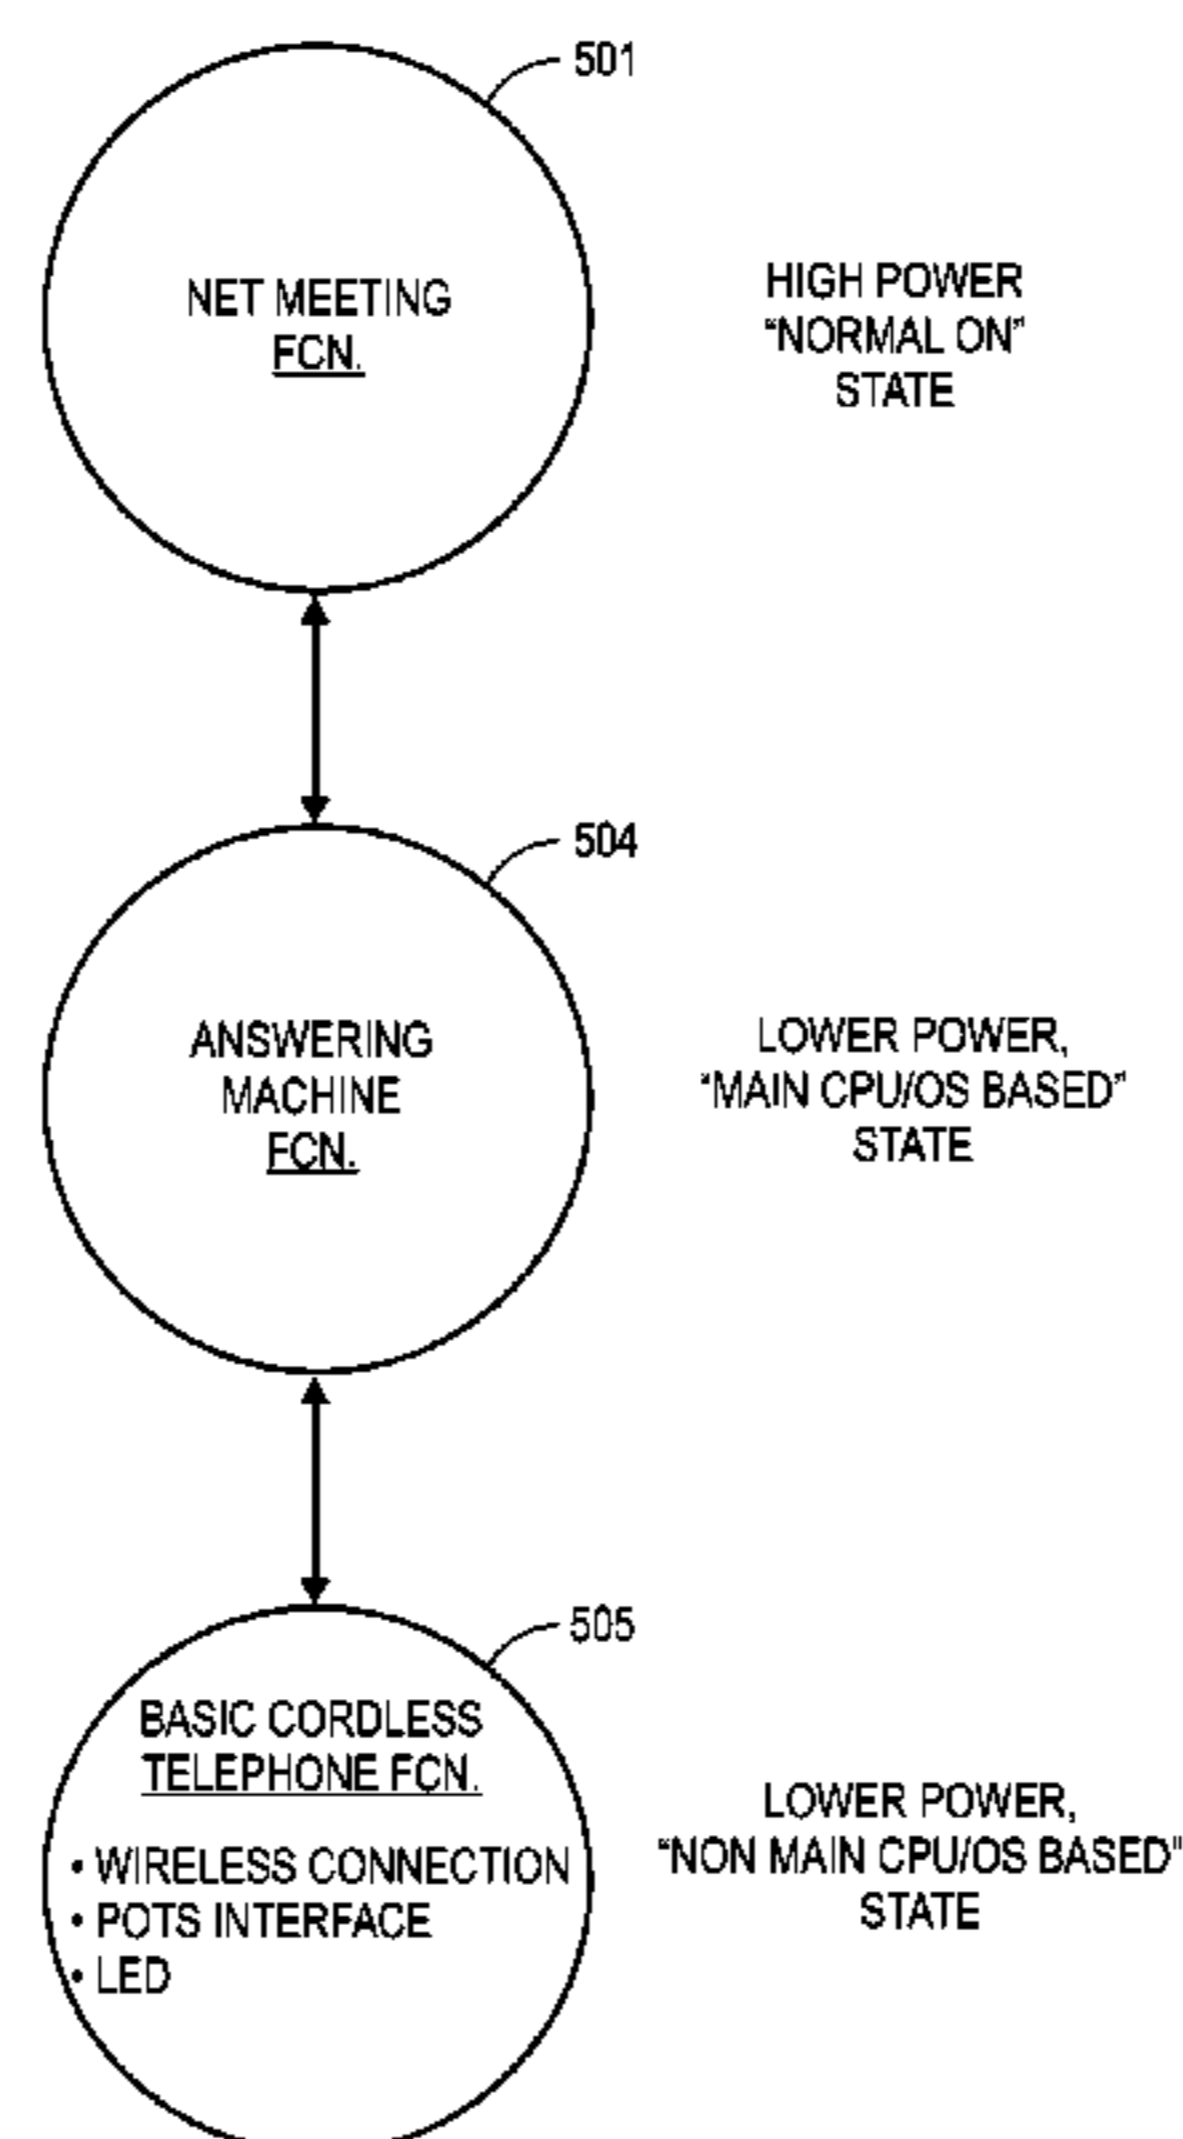 501
NET MEETING
FCN.
HIGH POWER
“NORMAL ON”
STATE
504
ANSWERING
MACHINE
FCN.
LOWER POWER,
“MAIN CPU/OS BASED”
STATE
505
BASIC CORDLESS
TELEPHONE FCN.
• WIRELESS CONNECTION
• POTS INTERFACE
• LED
LOWER POWER,
“NON MAIN CPU/OS BASED”
STATE